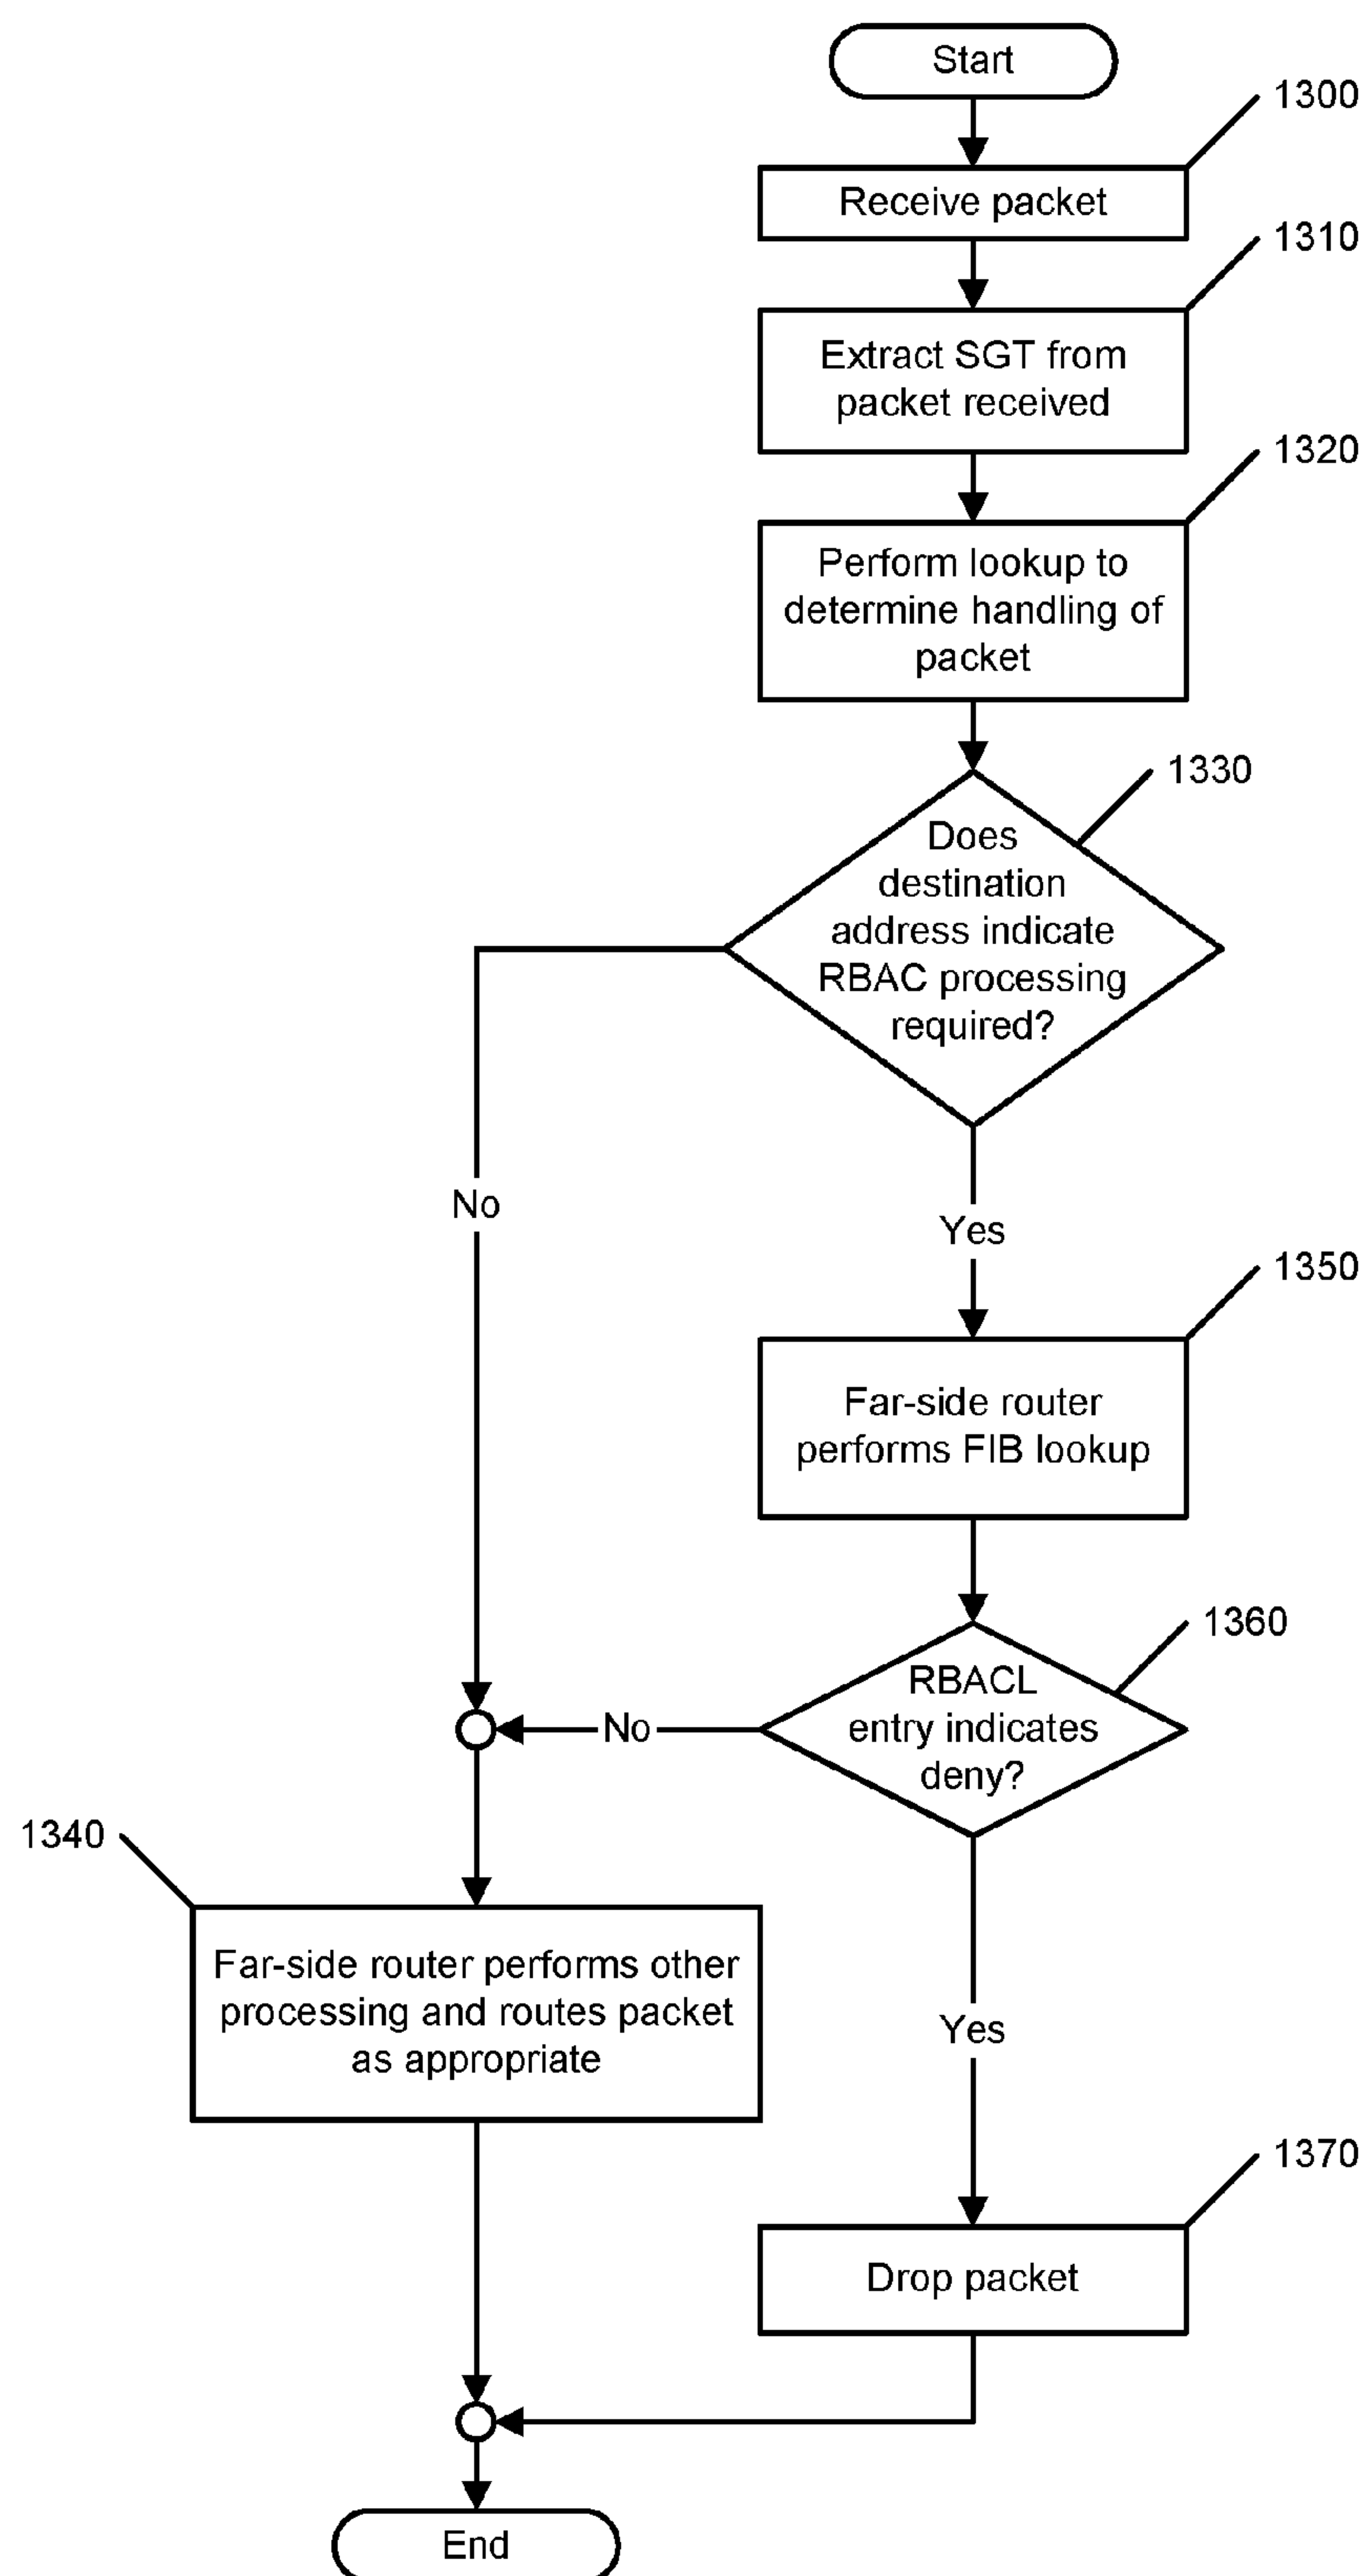 Start
1300
Receive packet
1310
Extract SGT from
packet received
1320
Perform lookup to
determine handling of
packet
1330
Does
destination
address indicate
RBAC processing
required?
No
Yes
1350
Far-side router
performs FIB lookup
1360
RBACL
entry indicates
deny?
No
1340
Far-side router performs other
processing and routes packet
as appropriate
Yes
1370
Drop packet
End